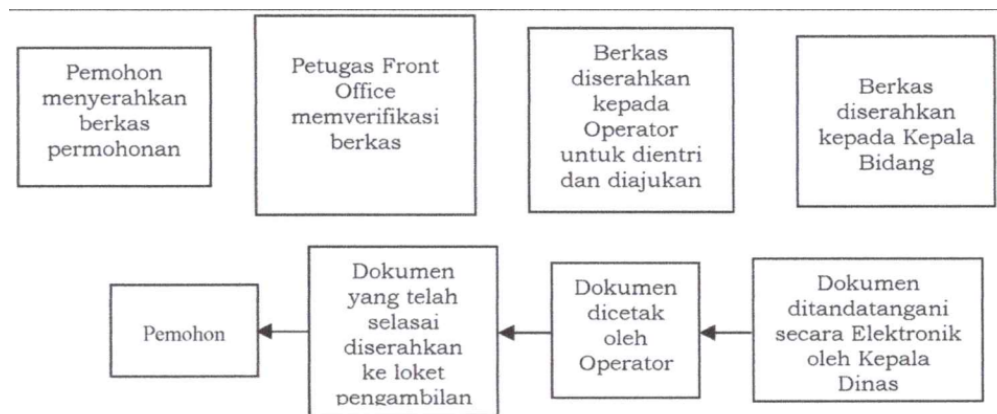 Pemohon
menyerahkan
berkas
permohonan
Petugas Front
Office
memverifikasi
berkas
Berkas
diserahkan
kepada
Operator
untuk dientri
dan diajukan
Berkas
diserahkan
kepada Kepala
Bidang
Pemohon
Dokumen
yang telah
selasai
diserahkan
ke loket
pengambilan
Dokumen
dicetak
oleh
Operator
Dokumen
ditandatangani
secara Elektronik
oleh Kepala
Dinas